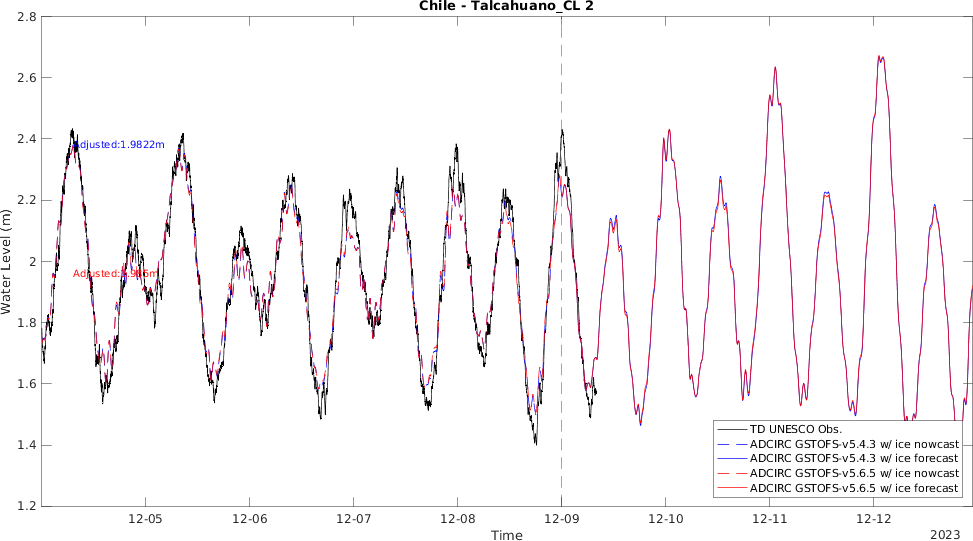 Chile - Talcahuano_CL 2
Water Level (m)
2.8
2.6
2.4
2.2
2
1.8
1.6
1.4
1.2
Adjusted:1.9822m
12-05
12-06
12-07
12-08
12-09
12-10
12-11
12-12
Time
2023
TD UNESCO Obs.
ADCIRC GSTOFS-v5.4.3 w/ ice nowcast
ADCIRC GSTOFS-v5.4.3 w/ ice forecast
ADCIRC GSTOFS-v5.6.5 w/ ice nowcast
ADCIRC GSTOFS-v5.6.5 w/ ice forecast